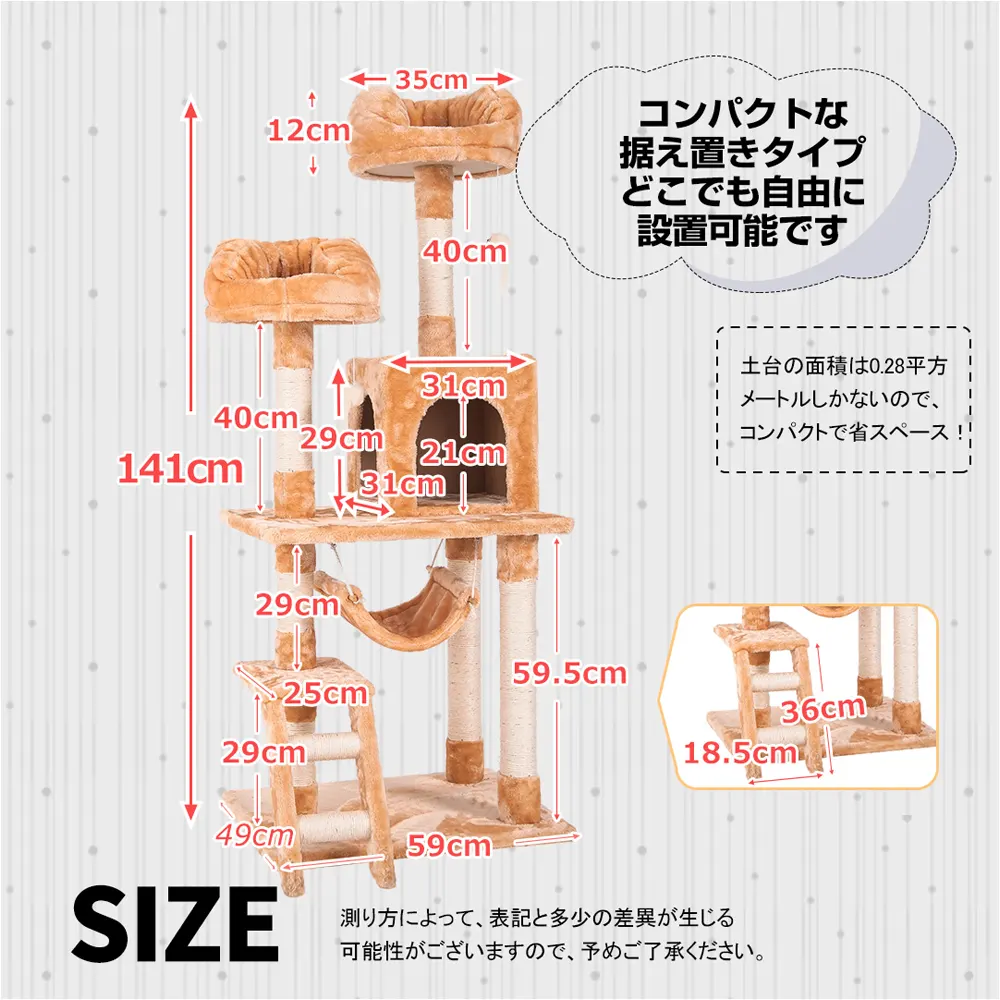 35cm
12cm
コンパクトな
据え置きタイプ
どこでも自由に
設置可能です
40cm
土台の面積は0.28平方
メートルしかないので、
コンパクトで省スペース！
31cm
40cm
29cm
21cm
141cm
31cm
29cm
59.5cm
25cm
36cm
29cm
18.5cm
49cm
59cm
SIZE
測り方によって、表記と多少の差異が生じる
可能性がございますので、予めご了承ください。